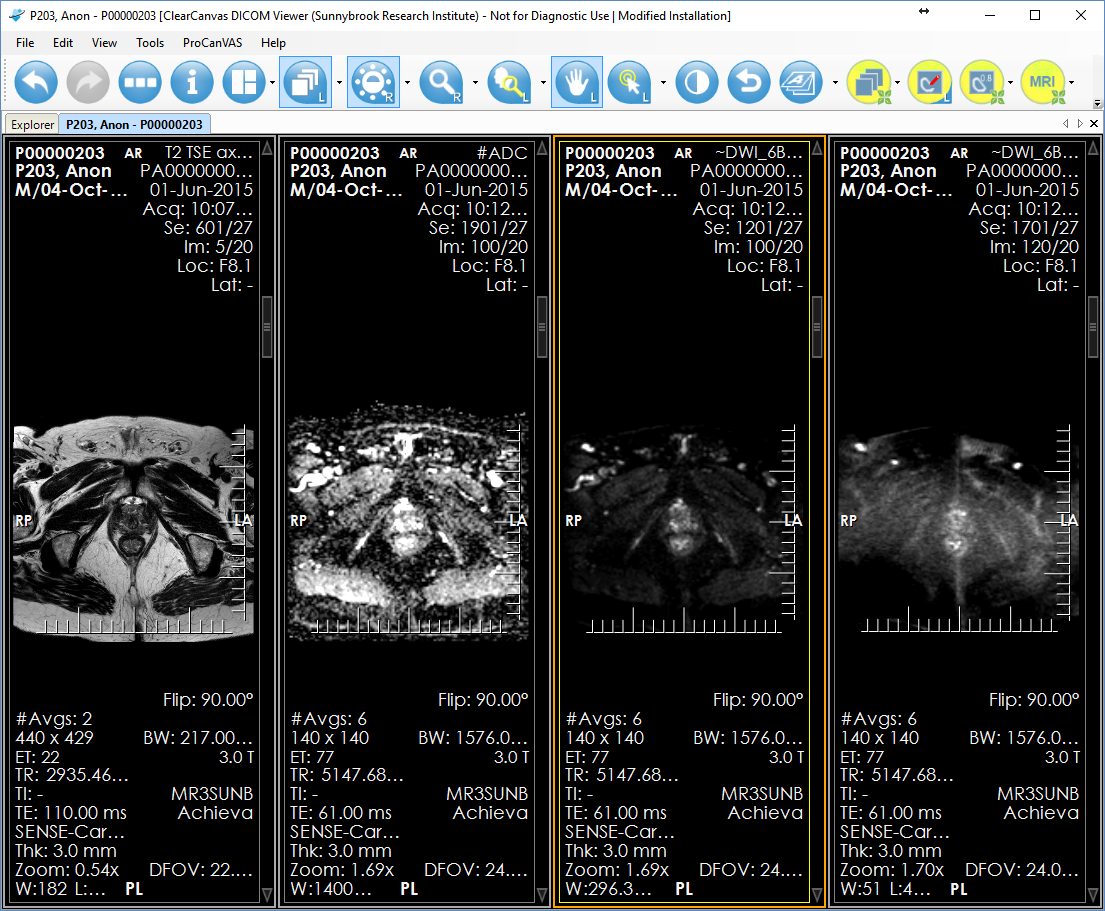 P203, Anon - P00000203 [ClearCanvas DICOM Viewer (Sunnybrook Research Institute) - Not for Diagnostic Use | Modified Installation]
File Edit View Tools ProCanVAS Help
L R R L L L L 0.8 MRI
Explorer P203, Anon - P00000203
P00000203 AR T2 TSE ax...
P203, Anon PA0000000...
M/04-Oct-... 01-Jun-2015
Acq: 10:07...
Se: 601/27
Im: 5/20
Loc: F8.1
Lat: -
RP LA
Flip: 90.00°
#Avgs: 2
440 x 429 BW: 217.00...
ET: 22 3.0 T
TR: 2935.46...
TI: - MR3SUNB
TE: 110.00 ms Achieva
SENSE-Car...
Thk: 3.0 mm
Zoom: 0.54x DFOV: 22....
W:182 L:... PL
P00000203 AR #ADC
P203, Anon PA0000000...
M/04-Oct-... 01-Jun-2015
Acq: 10:12...
Se: 1901/27
Im: 100/20
Loc: F8.1
Lat: -
RP LA
Flip: 90.00°
#Avgs: 6
140 x 140 BW: 1576.0...
ET: 77 3.0 T
TR: 5147.68...
TI: - MR3SUNB
TE: 61.00 ms Achieva
SENSE-Car...
Thk: 3.0 mm
Zoom: 1.69x DFOV: 24....
W:1400... PL
P00000203 AR ~DWI_6B...
P203, Anon PA0000000...
M/04-Oct-... 01-Jun-2015
Acq: 10:12...
Se: 1201/27
Im: 100/20
Loc: F8.1
Lat: -
RP LA
Flip: 90.00°
#Avgs: 6
140 x 140 BW: 1576.0...
ET: 77 3.0 T
TR: 5147.68...
TI: - MR3SUNB
TE: 61.00 ms Achieva
SENSE-Car...
Thk: 3.0 mm
Zoom: 1.69x DFOV: 24....
W:296.3... PL
P00000203 AR ~DWI_6B...
P203, Anon PA0000000...
M/04-Oct-... 01-Jun-2015
Acq: 10:12...
Se: 1701/27
Im: 120/20
Loc: F8.1
Lat: -
RP LA
Flip: 90.00°
#Avgs: 6
140 x 140 BW: 1576.0...
ET: 77 3.0 T
TR: 5147.68...
TI: - MR3SUNB
TE: 61.00 ms Achieva
SENSE-Car...
Thk: 3.0 mm
Zoom: 1.70x DFOV: 24.0...
W:51 L:4... PL